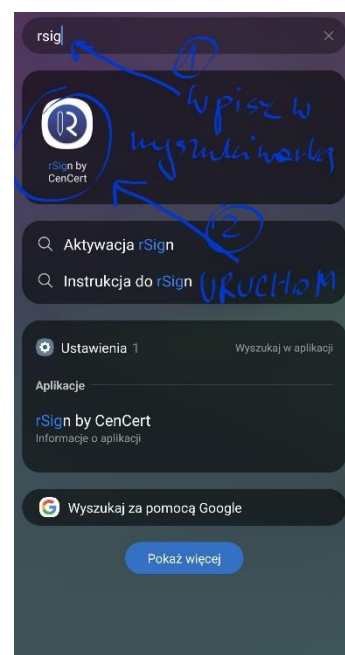 rsig
1
wpisz w
wyszukiwarkę
rSign by
CenCert
2
Aktywacja rSign
Instrukcja do rSign
URUCHOM
Ustawienia 1
Wyszukaj w aplikacji
Aplikacje
rSign by CenCert
Informacje o aplikacji
G Wyszukaj za pomocą Google
Pokaż więcej